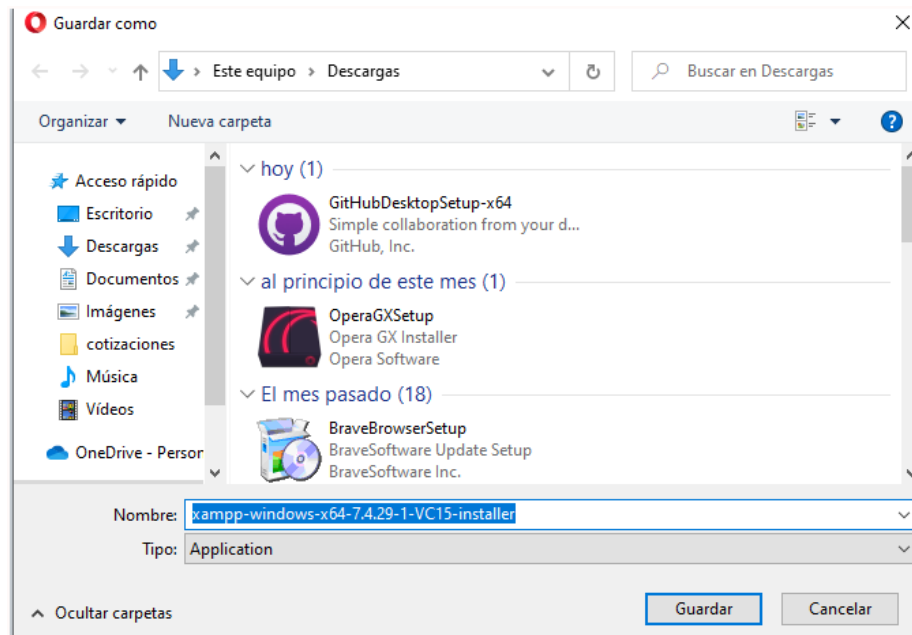 Guardar como
Este equipo > Descargas
Buscar en Descargas
Organizar
Nueva carpeta
Acceso rápido
Escritorio
Descargas
Documentos
Imágenes
cotizaciones
Música
Vídeos
OneDrive - Person
hoy (1)
GitHubDesktopSetup-x64
Simple collaboration from your d...
GitHub, Inc.
al principio de este mes (1)
OperaGXSetup
Opera GX Installer
Opera Software
El mes pasado (18)
BraveBrowserSetup
BraveSoftware Update Setup
BraveSoftware Inc.
Nombre: xampp-windows-x64-7.4.29-1-VC15-installer
Tipo: Application
Ocultar carpetas
Guardar
Cancelar